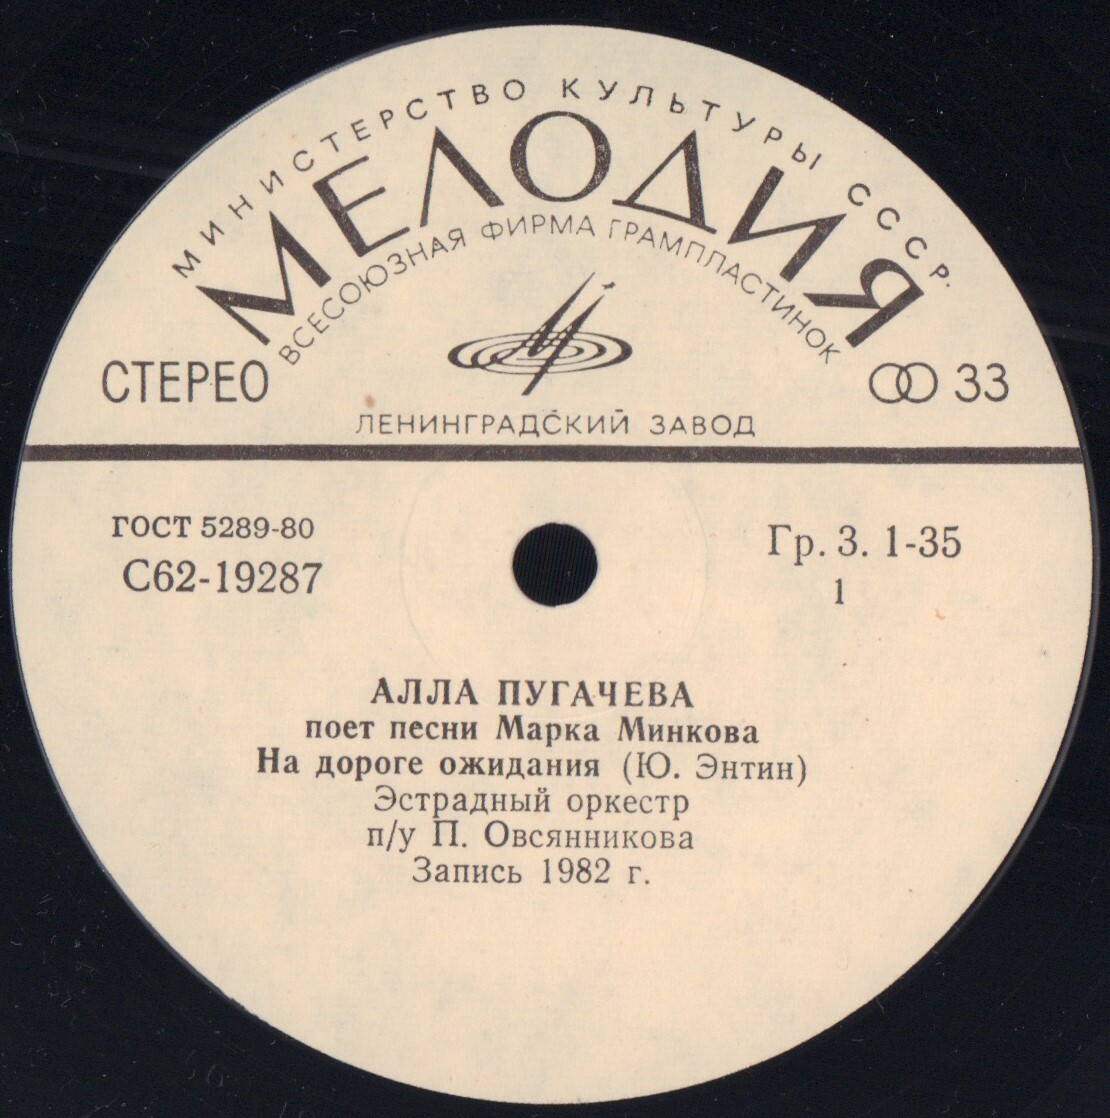 МИНИСТЕРСТВО КУЛЬТУРЫ СССР.
МЕЛОДИЯ
ВСЕСОЮЗНАЯ ФИРМА ГРАМПЛАСТИНОК
СТЕРЕО
33
ЛЕНИНГРАДСКИЙ ЗАВОД
ГОСТ 5289-80
С62-19287
Гр. 3. 1-35
1
АЛЛА ПУГАЧЕВА
поет песни Марка Минкова
На дороге ожидания (Ю. Энтин)
Эстрадный оркестр
п/у П. Овсянникова
Запись 1982 г.